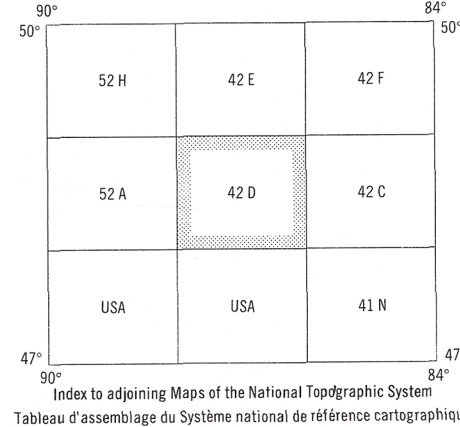 90° 84°
50° 50°
52 H 42 E 42 F
52 A 42 D 42 C
USA USA 41 N
47° 47
90° 84°
Index to adjoining Maps of the National Topographic System
Tableau d'assemblage du Système national de référence cartographiqu